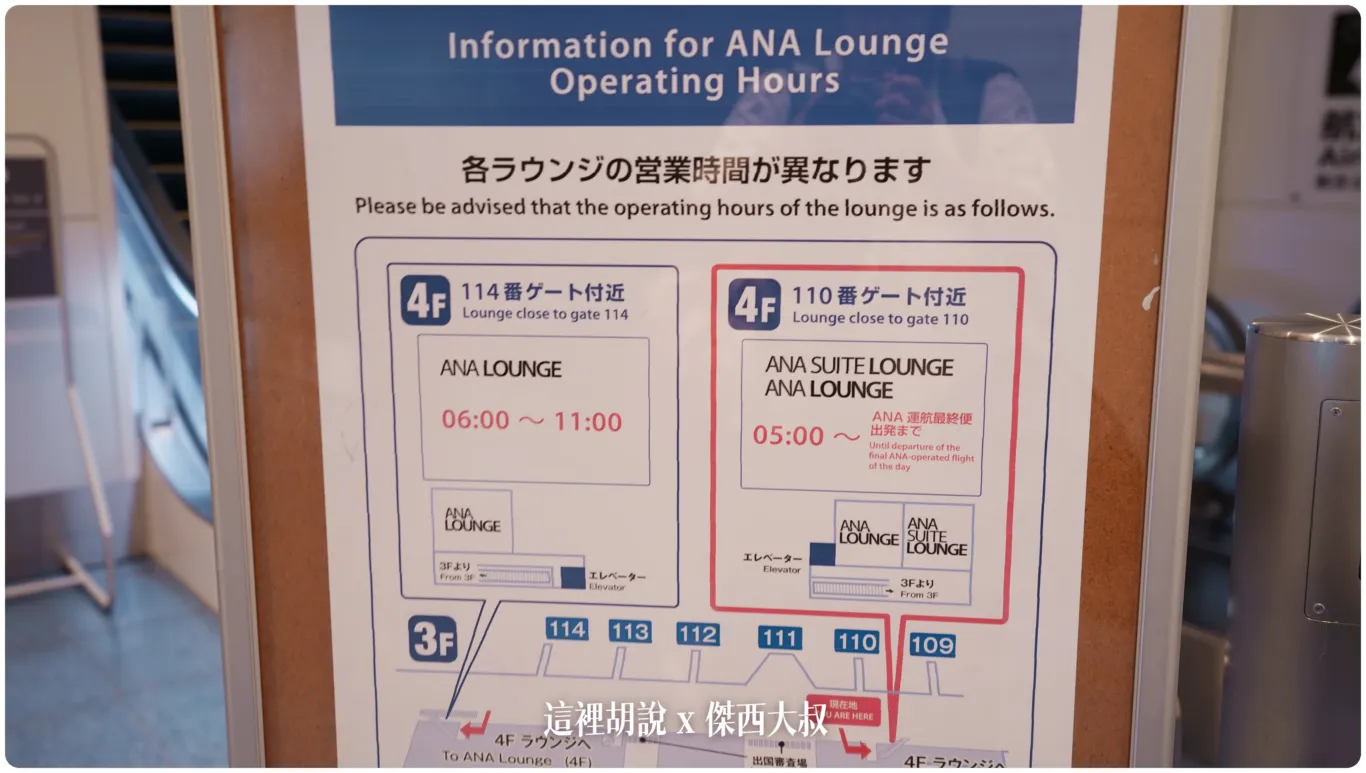 Information for ANA Lounge
Operating Hours
各ラウンジの営業時間が異なります
Please be advised that the operating hours of the lounge is as follows.
4F
114番ゲート付近
Lounge close to gate 114
ANA LOUNGE
06:00 ～ 11:00
ANA
LOUNGE
3Fより
From 3F
エレベーター
Elevator
4F
110番ゲート付近
Lounge close to gate 110
ANA SUITE LOUNGE
ANA LOUNGE
05:00 ～
ANA 運航最終便
出発まで
Until departure of the
final ANA-operated flight
of the day
ANA
LOUNGE
ANA
SUITE
LOUNGE
エレベーター
Elevator
3Fより
From 3F
3F
114
113
112
111
110
109
現在地
ARE HERE
4F ラウンジへ
To ANA Lounge (4F)
出国審査場
4F ラウンジへ
這裡胡說 x 傑西大叔